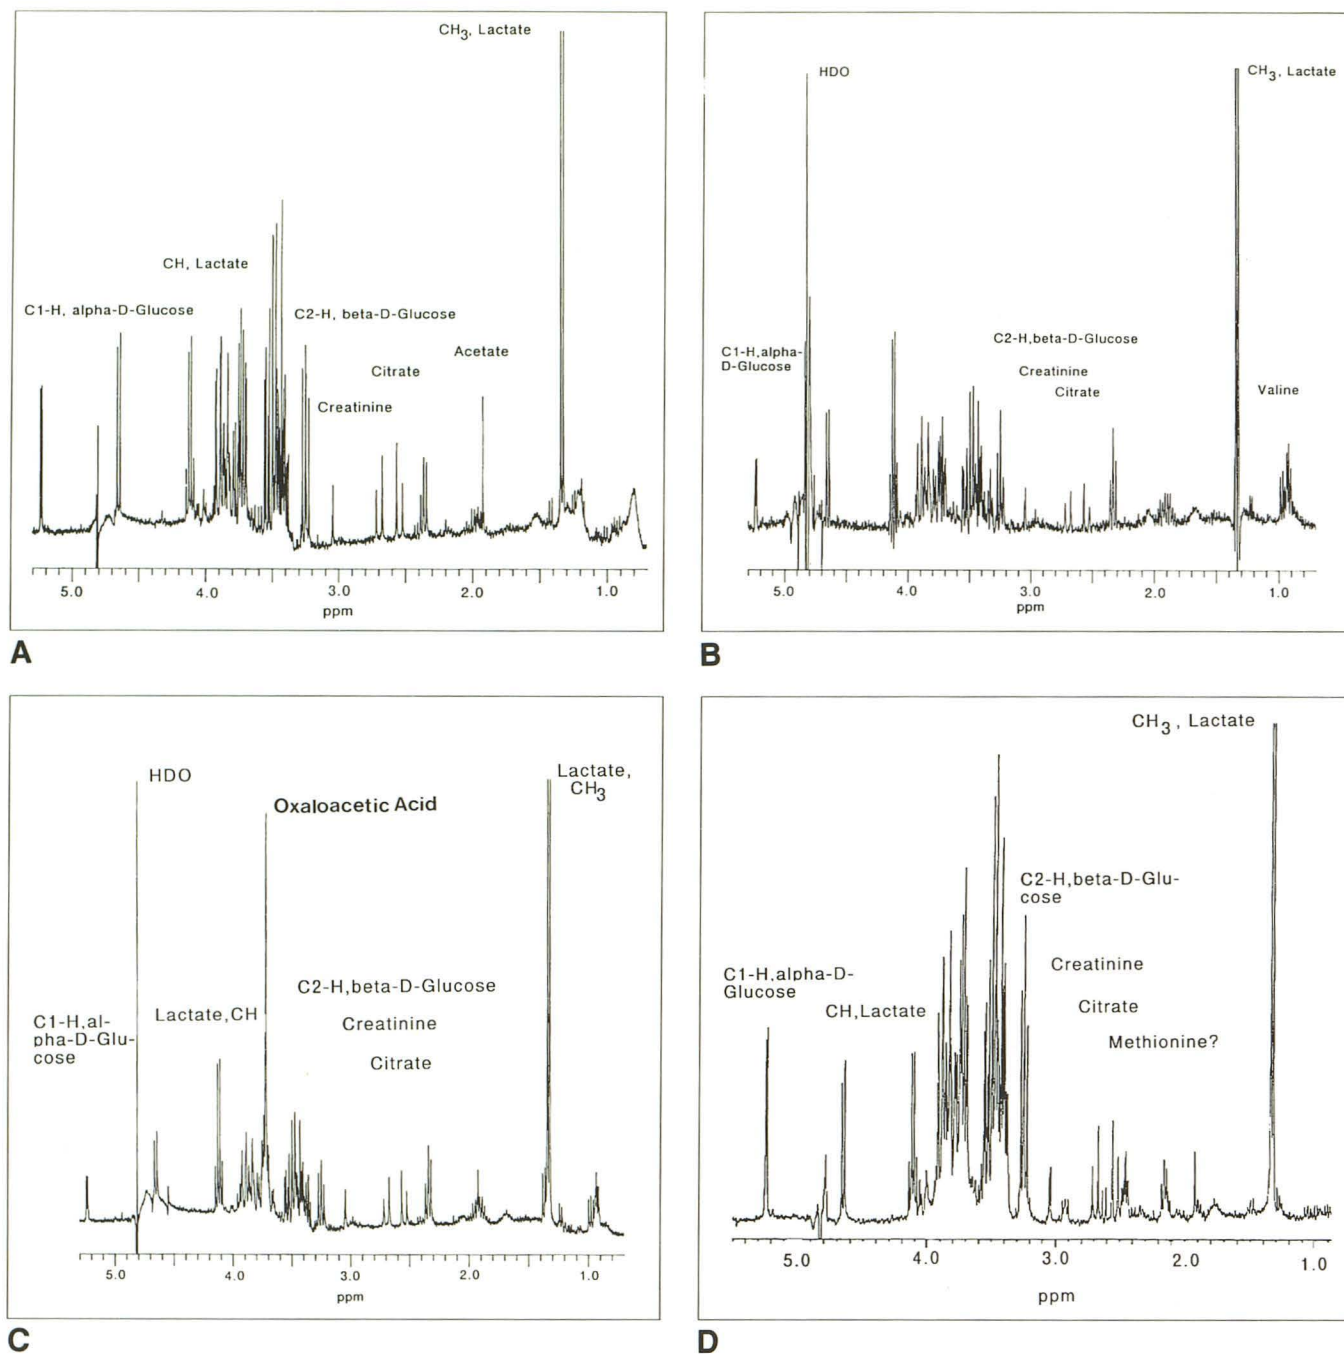 CH3, Lactate
CH, Lactate
C1-H, alpha-D-Glucose
C2-H, beta-D-Glucose
Acetate
Citrate
Creatinine
5.0 4.0 3.0 2.0 1.0
ppm
A
HDO
CH3, Lactate
C2-H,beta-D-Glucose
C1-H,alpha-
D-Glucose
Creatinine
Citrate
Valine
5.0 4.0 3.0 2.0 1.0
ppm
B
HDO
Lactate,
CH3
Oxaloacetic Acid
C2-H,beta-D-Glucose
Lactate,CH
Creatinine
C1-H,al-
pha-D-Glu-
cose
Citrate
5.0 4.0 3.0 2.0 1.0
ppm
C
CH3 , Lactate
C2-H,beta-D-Glu-
cose
Creatinine
C1-H,alpha-D-
Glucose
CH,Lactate
Citrate
Methionine?
5.0 4.0 3.0 2.0 1.0
ppm
D